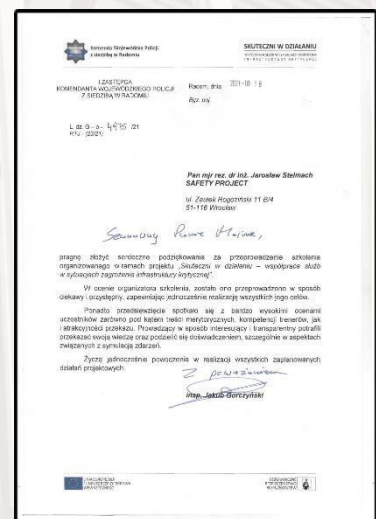 Komenda Wojewódzka Policji
z siedzibą w Radomiu
SKUTECZNI W DZIAŁANIU
I ZASTĘPCA
KOMENDANTA WOJEWÓDZKIEGO POLICJI
Z SIEDZIBĄ W RADOMIU
Radom, dnia 2021-10-18
L. dz. G - a - 4975 /21
Pan mjr rez. dr inż. Jarosław Stelmach
SAFETY PROJECT
ul. Zaułek Rogoziński 11 B/4
51-116 Wrocław
Szanowny Panie Majorze,
pragnę złożyć serdeczne podziękowania za przeprowadzenie szkolenia
organizowanego w ramach projektu „Skuteczni w działaniu – współpraca służb
w sytuacjach zagrożenia infrastruktury krytycznej”.
W ocenie organizatora szkolenia, zostało ono przeprowadzone w sposób
ciekawy i przystępny, zapewniając jednocześnie realizację wszystkich jego celów.
Ponadto przedsięwzięcie spotkało się z bardzo wysokimi ocenami
uczestników zarówno pod kątem treści merytorycznych, kompetencji trenerów, jak
i atrakcyjności przekazu. Prowadzący w sposób interesujący i transparentny potrafili
przekazać swoją wiedzę oraz podzielić się doświadczeniem, szczególnie w aspektach
związanych z symulacją zdarzeń.
Życzę jednocześnie powodzenia w realizacji wszystkich zaplanowanych
działań projektowych.
Z poważaniem
insp. Jakub Gorczyński
UNIA EUROPEJSKA